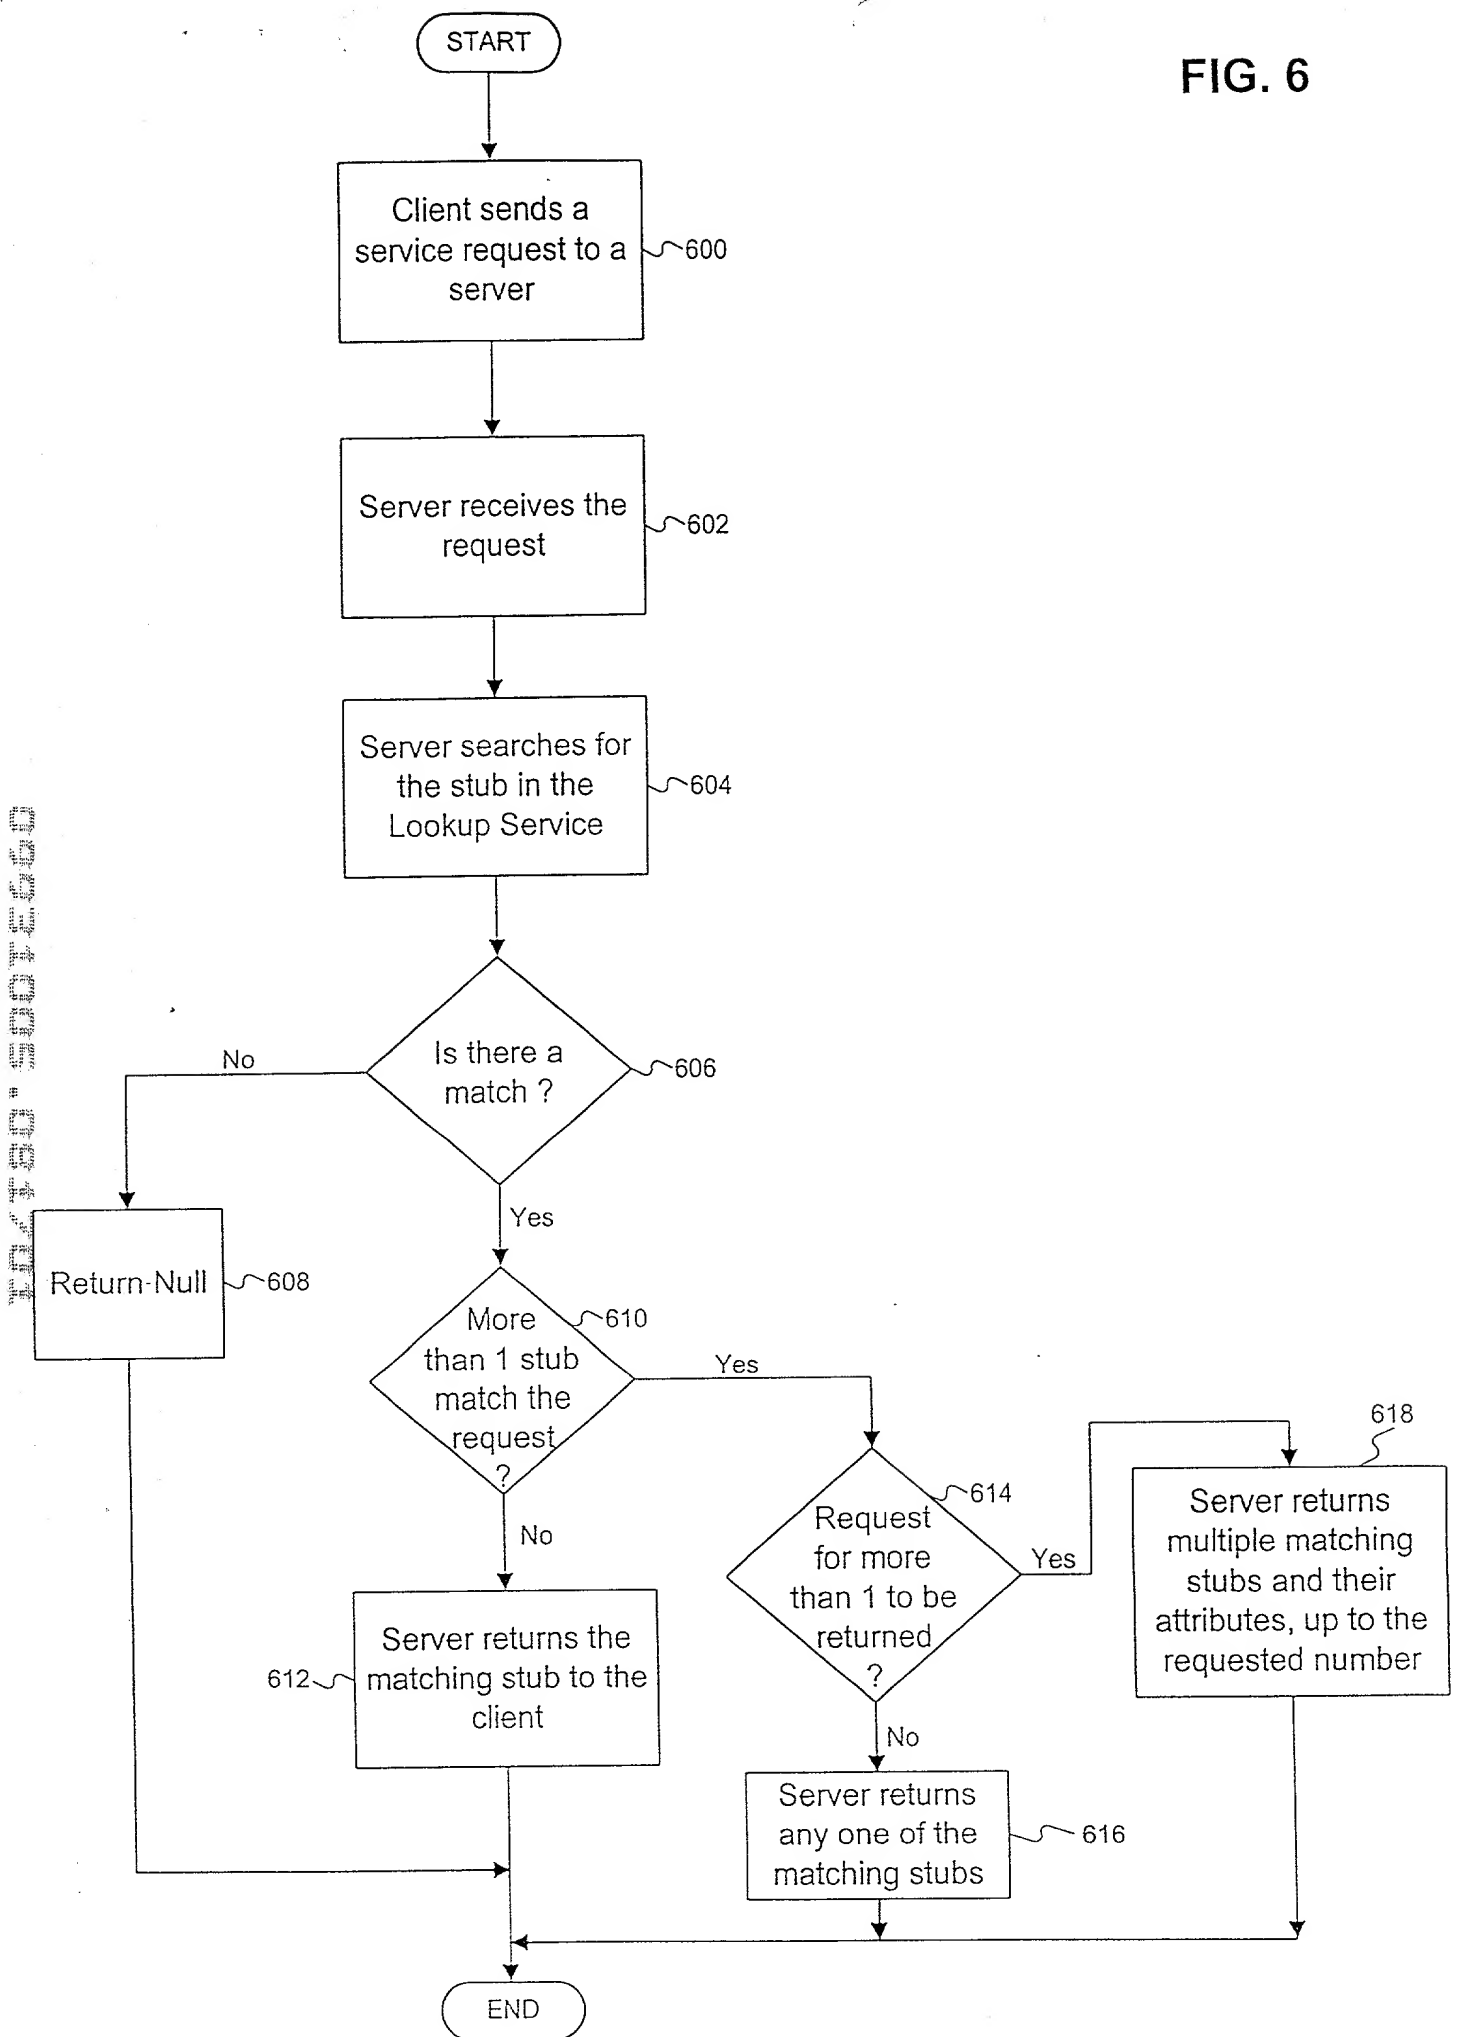 START
FIG. 6
Client sends a
service request to a
server
600
Server receives the
request
602
Server searches for
the stub in the
Lookup Service
604
Is there a
match ?
606
No
Yes
Return-Null
608
More
than 1 stub
match the
request
?
610
Yes
No
Request
for more
than 1 to be
returned
?
614
Yes
No
618
Server returns
multiple matching
stubs and their
attributes, up to the
requested number
Server returns the
matching stub to the
client
612
Server returns
any one of the
matching stubs
616
END